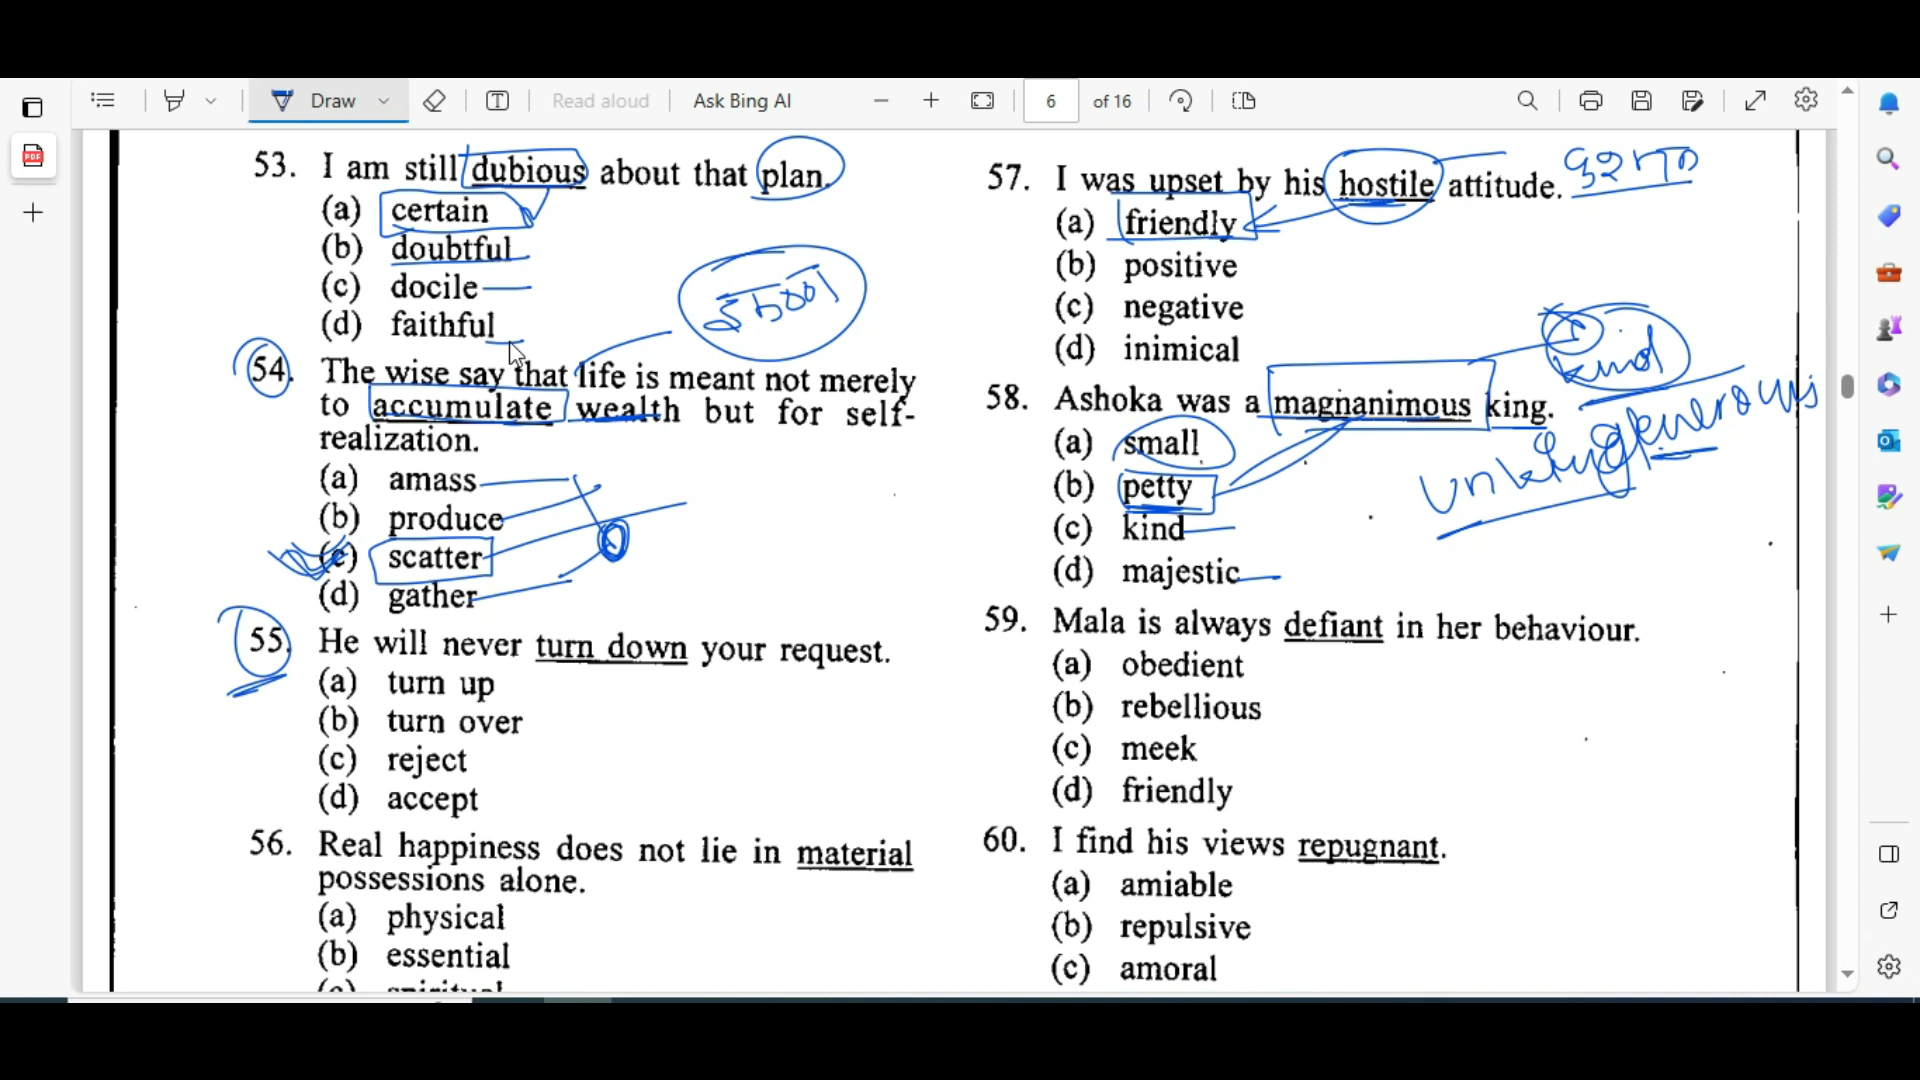 Draw
Read aloud
Ask Bing AI
6 of 16
PDF
53. I am still dubious about that plan.
(a) certain
(b) doubtful
(c) docile
(d) faithful
54. The wise say that life is meant not merely
to accumulate wealth but for self-
realization.
(a) amass
(b) produce
(c) scatter
(d) gather
55. He will never turn down your request.
(a) turn up
(b) turn over
(c) reject
(d) accept
56. Real happiness does not lie in material
possessions alone.
(a) physical
(b) essential
57. I was upset by his hostile attitude.
(a) friendly
(b) positive
(c) negative
(d) inimical
kind
58. Ashoka was a magnanimous king.
generous
(a) small
(b) petty
(c) kind
(d) majestic
59. Mala is always defiant in her behaviour.
(a) obedient
(b) rebellious
(c) meek
(d) friendly
60. I find his views repugnant.
(a) amiable
(b) repulsive
(c) amoral